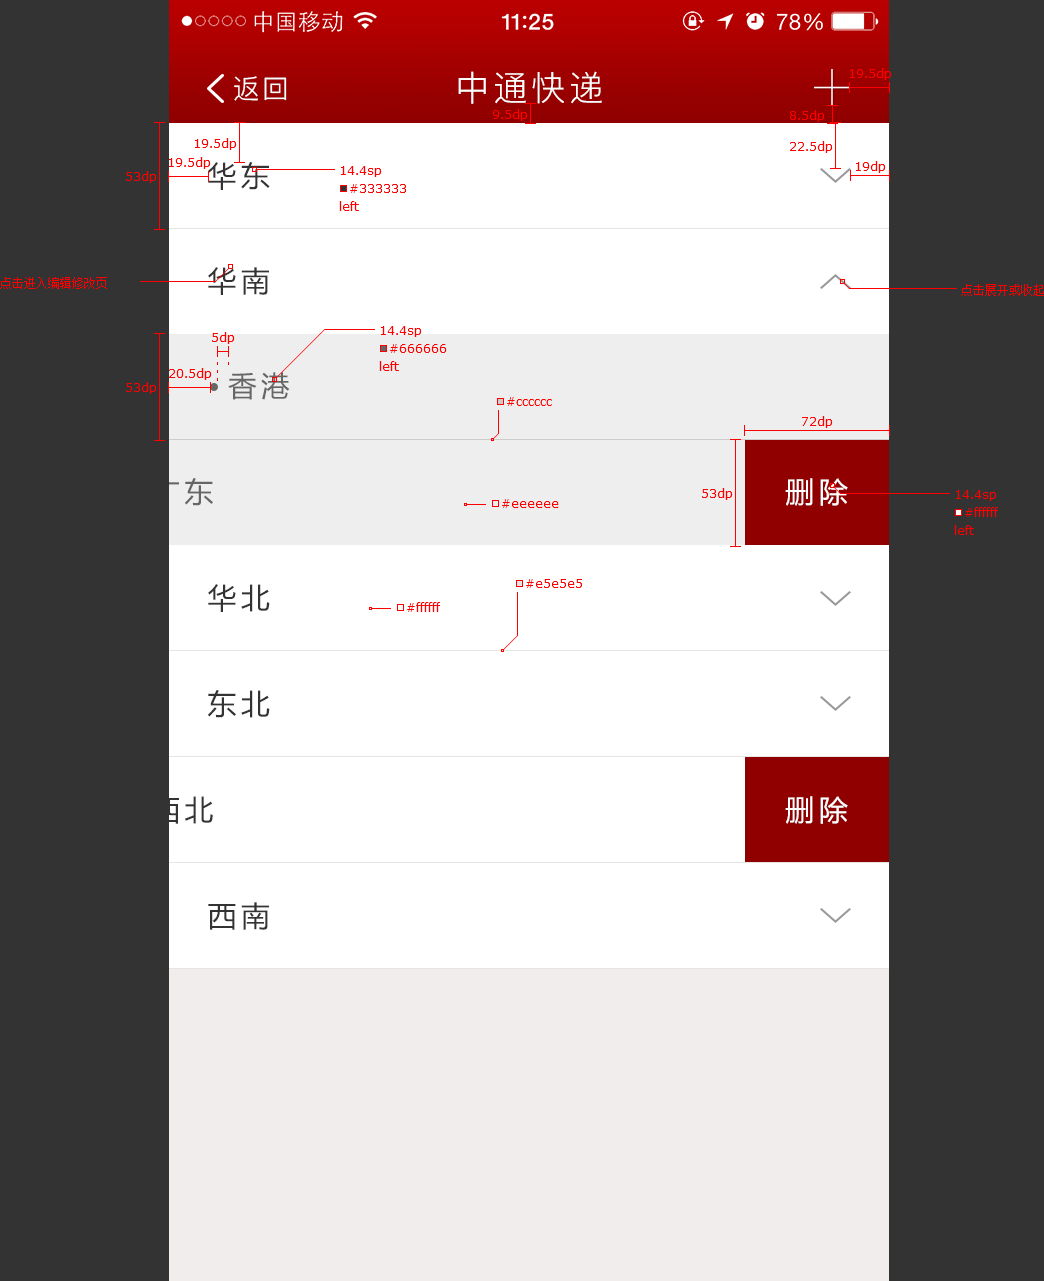 中国移动 11:25 78%
返回 中通快递
19.5dp
9.5dp
8.5dp
19.5dp
22.5dp
19.5dp
19dp
53dp
华东
14.4sp
#333333
left
点击进入编辑修改页
华南
点击展开或收起
5dp
14.4sp
#666666
left
20.5dp
53dp
香港
#cccccc
72dp
53dp
广东
#eeeeee
删除
14.4sp
#ffffff
left
#e5e5e5
华北
#ffffff
东北
西北
删除
西南